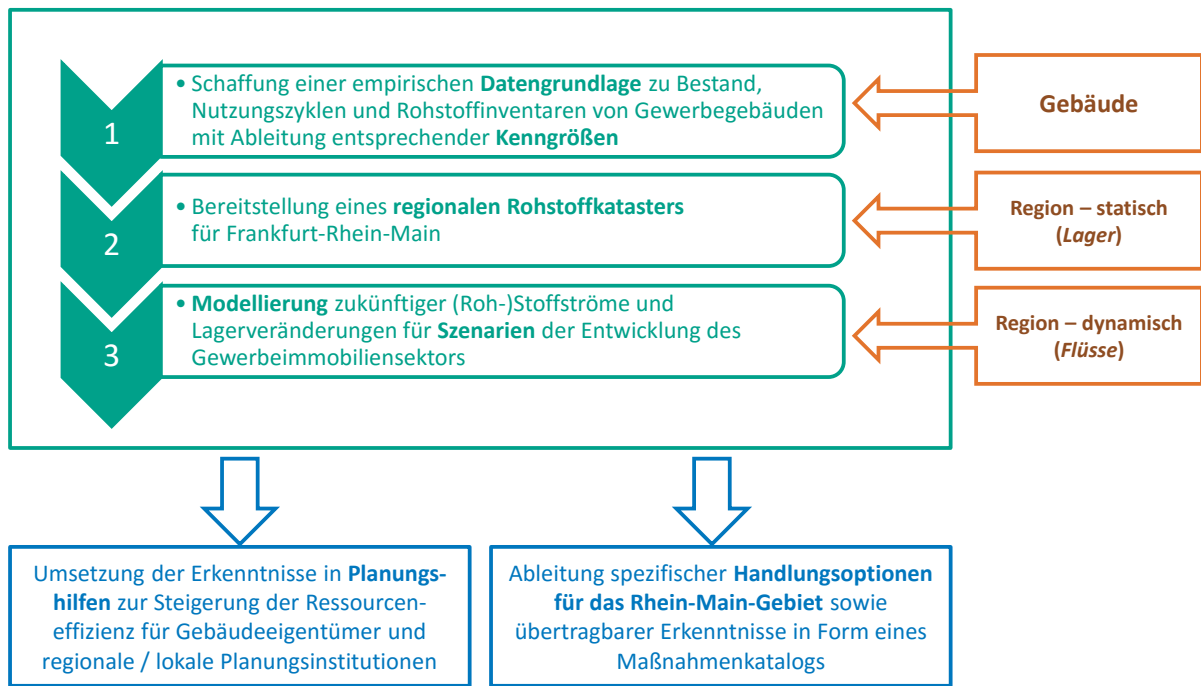 1
• Schaffung einer empirischen Datengrundlage zu Bestand,
Nutzungszyklen und Rohstoffinventaren von Gewerbegebäuden
mit Ableitung entsprechender Kenngrößen
Gebäude
2
• Bereitstellung eines regionalen Rohstoffkatasters
für Frankfurt-Rhein-Main
Region – statisch
(Lager)
3
• Modellierung zukünftiger (Roh-)Stoffströme und
Lagerveränderungen für Szenarien der Entwicklung des
Gewerbeimmobiliensektors
Region – dynamisch
(Flüsse)
Umsetzung der Erkenntnisse in Planungs-
hilfen zur Steigerung der Ressourcen-
effizienz für Gebäudeeigentümer und
regionale / lokale Planungsinstitutionen
Ableitung spezifischer Handlungsoptionen
für das Rhein-Main-Gebiet sowie
übertragbarer Erkenntnisse in Form eines
Maßnahmenkatalogs